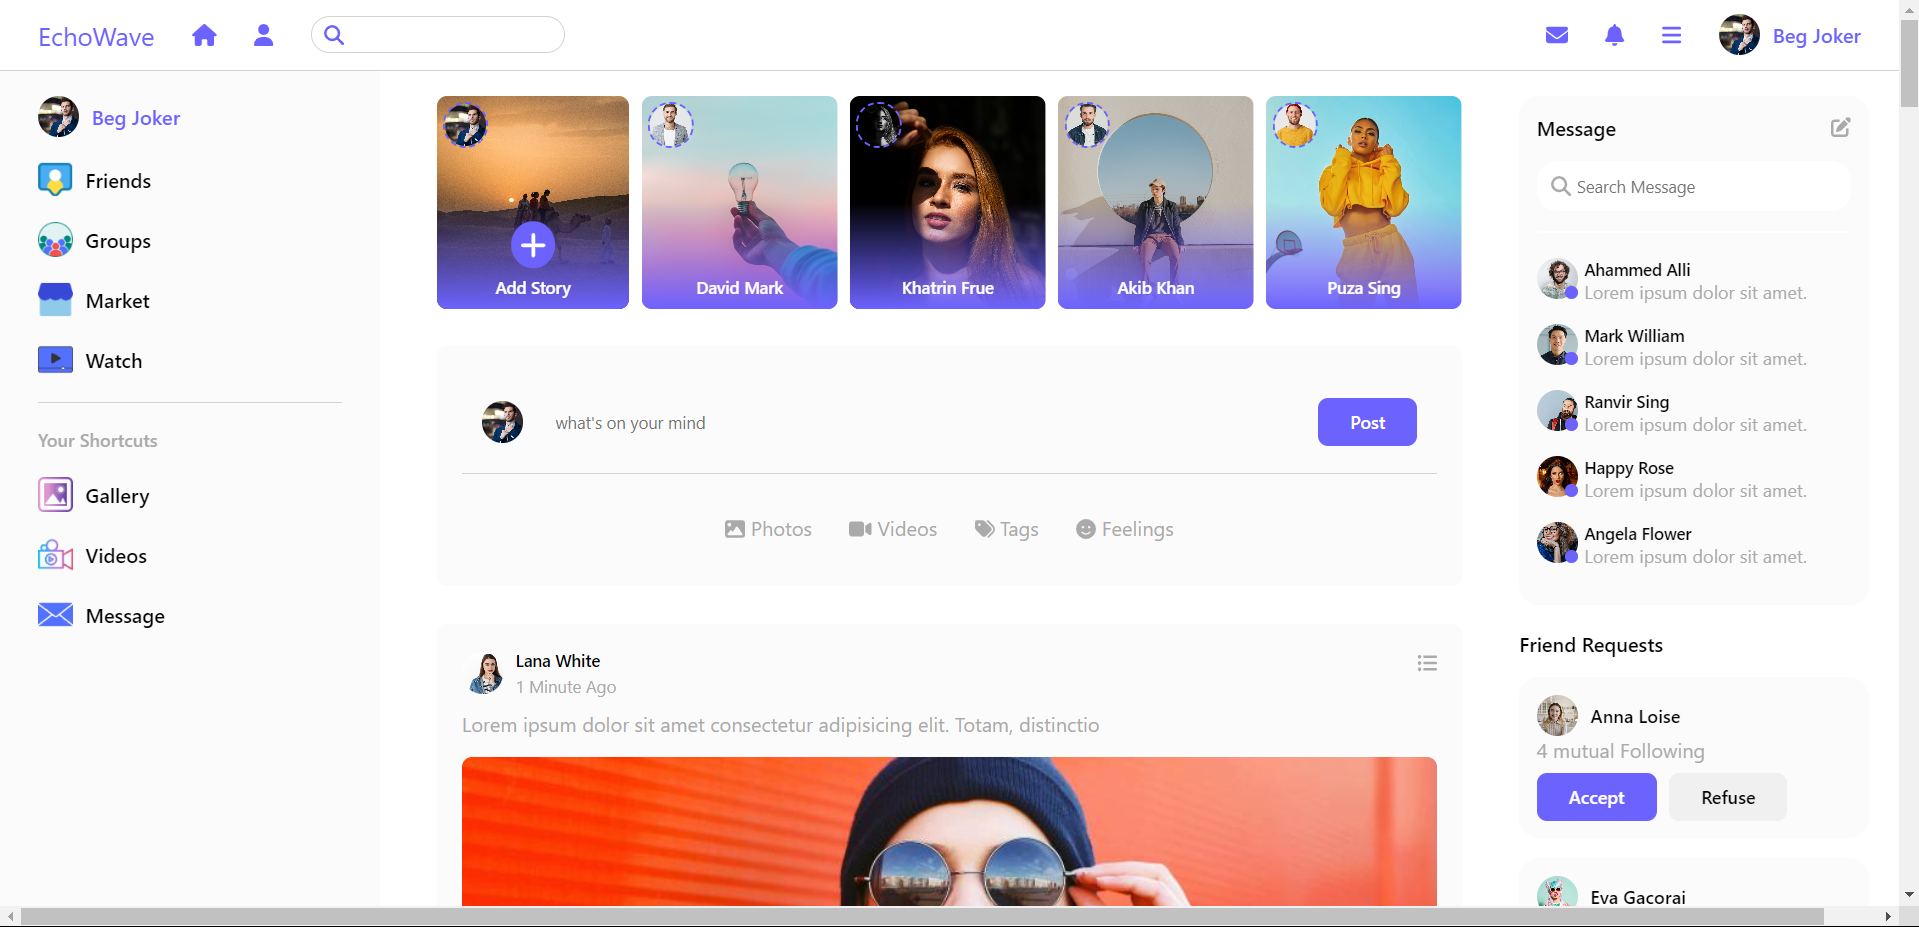 EchoWave
Beg Joker
Beg Joker
Friends
Groups
Market
Watch
Your Shortcuts
Gallery
Videos
Message
Add Story
David Mark
Khatrin Frue
Akib Khan
Puza Sing
what's on your mind
Post
Photos
Videos
Tags
Feelings
Lana White
1 Minute Ago
Lorem ipsum dolor sit amet consectetur adipisicing elit. Totam, distinctio
Message
Search Message
Ahammed Alli
Lorem ipsum dolor sit amet.
Mark William
Lorem ipsum dolor sit amet.
Ranvir Sing
Lorem ipsum dolor sit amet.
Happy Rose
Lorem ipsum dolor sit amet.
Angela Flower
Lorem ipsum dolor sit amet.
Friend Requests
Anna Loise
4 mutual Following
Accept
Refuse
Eva Gacorai